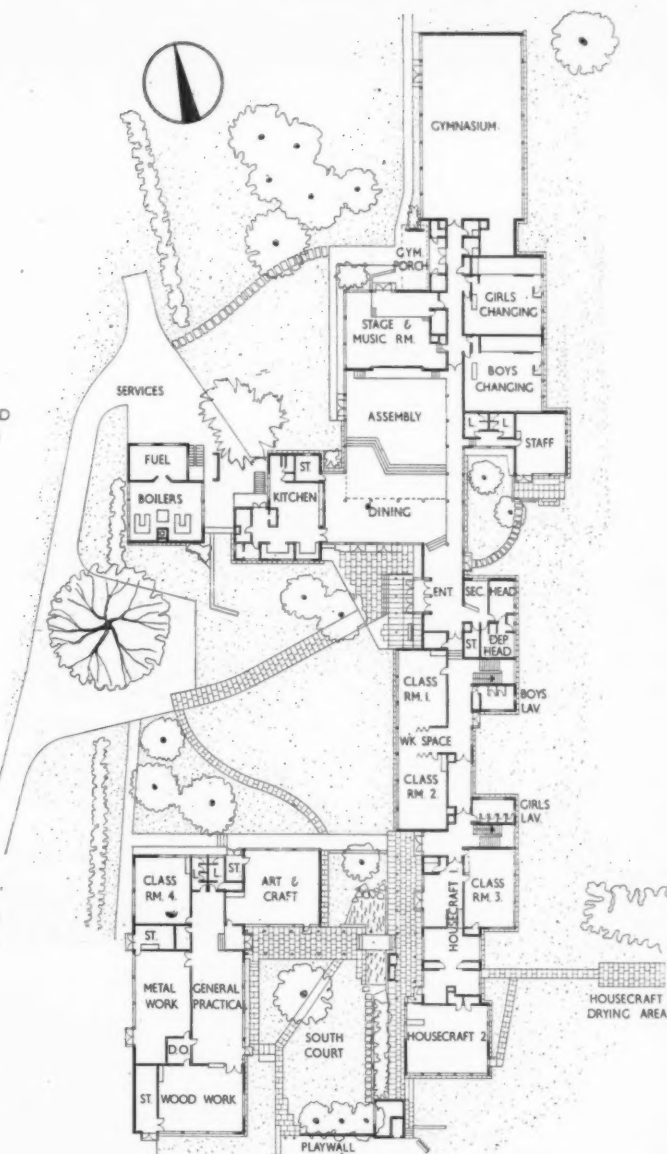 GYMNASIUM
GYM
PORCH
GIRLS
CHANGING
STAGE &
MUSIC RM.
BOYS
CHANGING
SERVICES
ASSEMBLY
D
L
L
STAFF
FUEL
ST.
KITCHEN
BOILERS
DINING
ENT.
SEC.
HEAD
ST.
DEP
HEAD
CLASS
RM. 1.
BOYS
LAV.
WK SPACE
CLASS
RM. 2
GIRLS
LAV.
CLASS
RM. 4.
L
L
ST.
ART &
CRAFT
HOUSECRAFT 1
CLASS
RM. 3.
ST.
METAL
WORK
GENERAL
PRACTICAL
HOUSECRAFT
DRYING AREA
SOUTH
COURT
HOUSECRAFT 2
D.O.
ST.
WOOD WORK
PLAYWALL